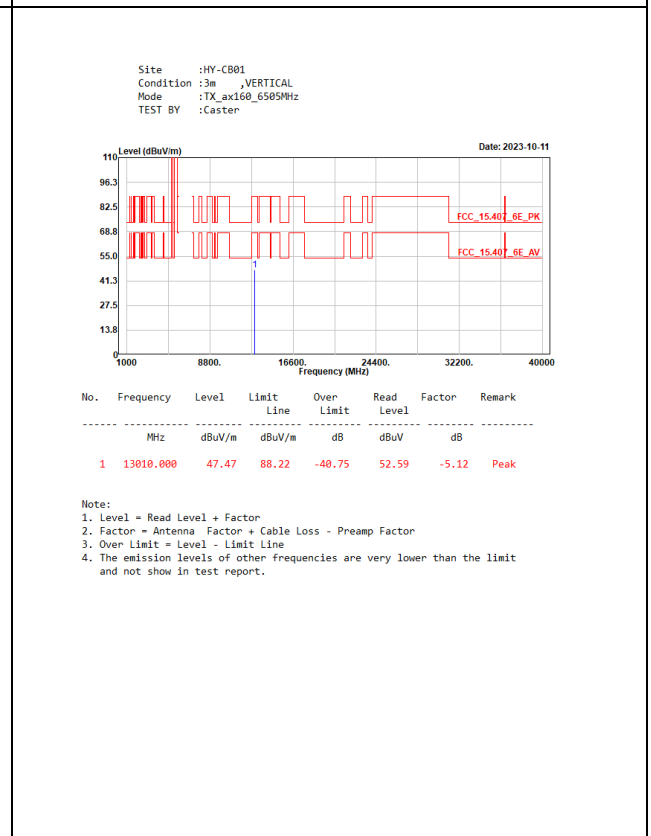 Site :HY-CB01
Condition :3m ,VERTICAL
Mode :TX_ax160_6505MHz
TEST BY :Caster
Level (dBuV/m)
Date: 2023-10-11
110
96.3
82.5
68.8
55.0
41.3
27.5
13.8
0
FCC_15.407_6E_PK
FCC_15.407_6E_AV
1
1000 8800. 16600. 24400. 32200. 40000
Frequency (MHz)
No. Frequency Level Limit Over Read Factor Remark
Line Limit Level
------ ----------- --------- --------- --------- --------- ------- ---------
MHz dBuV/m dBuV/m dB dBuV dB
1 13010.000 47.47 88.22 -40.75 52.59 -5.12 Peak
Note:
1. Level = Read Level + Factor
2. Factor = Antenna Factor + Cable Loss - Preamp Factor
3. Over Limit = Level - Limit Line
4. The emission levels of other frequencies are very lower than the limit
and not show in test report.